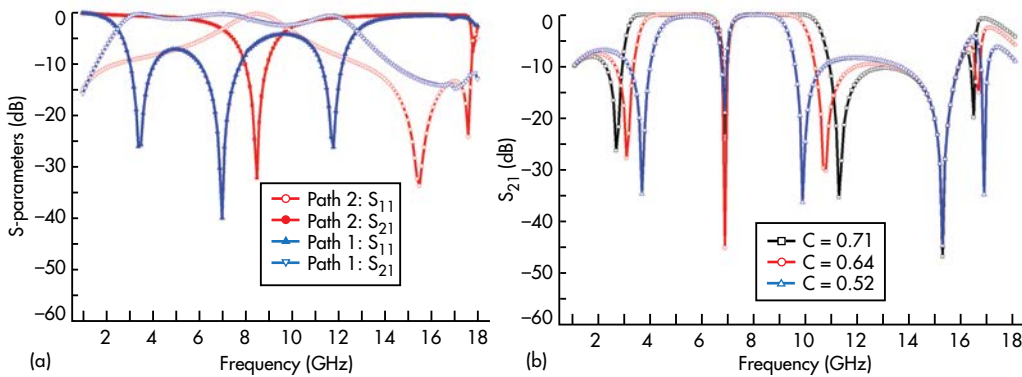 0
−10
−20
−30
−40
−50
−60
S-parameters (dB)
Path 2: S11
Path 2: S21
Path 1: S11
Path 1: S21
2 4 6 8 10 12 14 16 18
Frequency (GHz)
(a)
0
−10
−20
−30
−40
−50
−60
S21 (dB)
C = 0.71
C = 0.64
C = 0.52
2 4 6 8 10 12 14 16 18
Frequency (GHz)
(b)